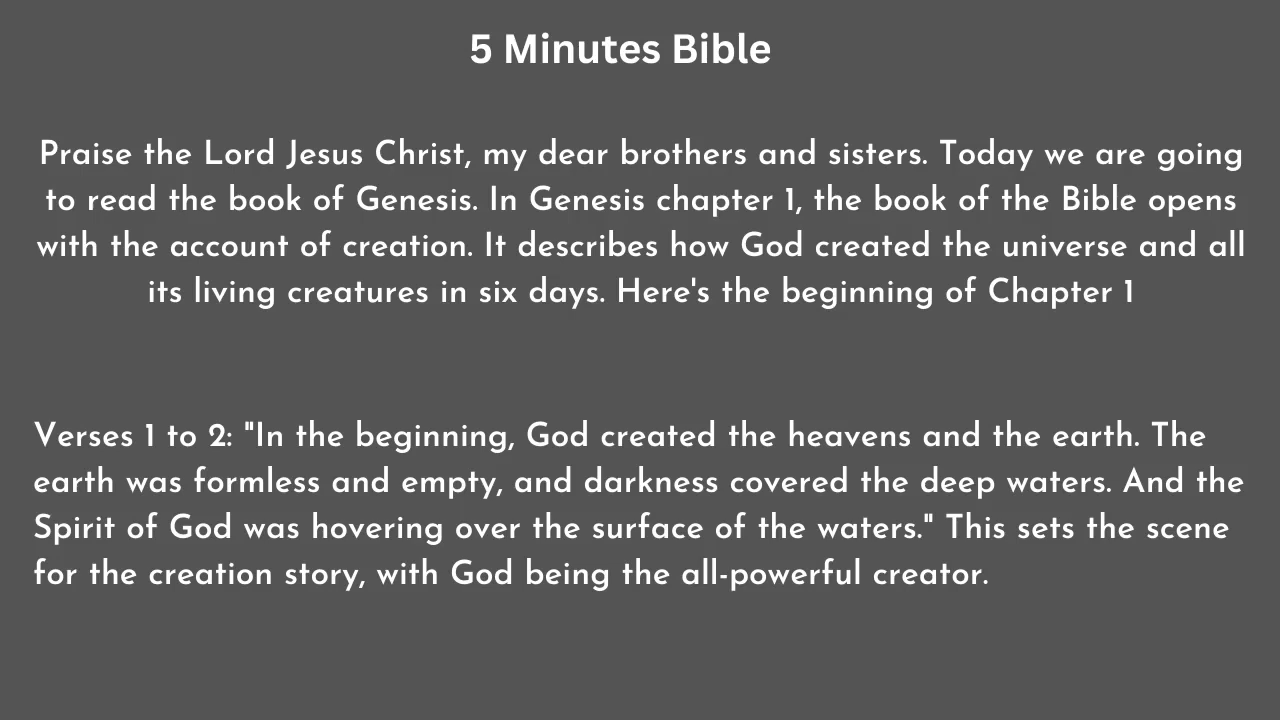 5 Minutes Bible
Praise the Lord Jesus Christ, my dear brothers and sisters. Today we are going
to read the book of Genesis. In Genesis chapter 1, the book of the Bible opens
with the account of creation. It describes how God created the universe and all
its living creatures in six days. Here's the beginning of Chapter 1
Verses 1 to 2: "In the beginning, God created the heavens and the earth. The
earth was formless and empty, and darkness covered the deep waters. And the
Spirit of God was hovering over the surface of the waters." This sets the scene
for the creation story, with God being the all-powerful creator.